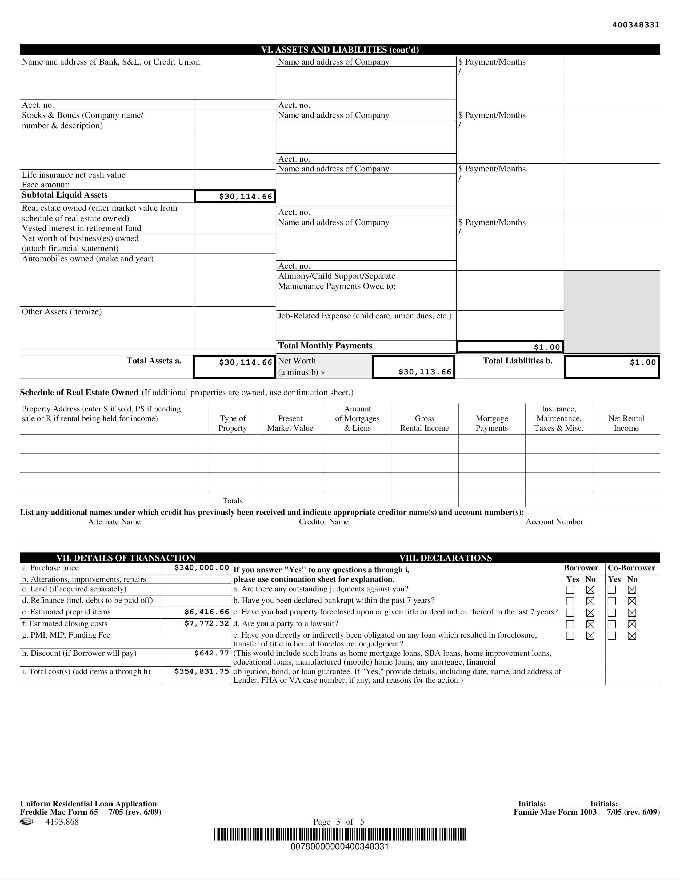 400348331
VI. ASSETS AND LIABILITIES (cont'd)
Name and address of Bank, S&L, or Credit Union
Name and address of Company
$ Payment/Months
/
Acct. no.
Acct. no.
Stocks & Bonds (Company name/
number & description)
Name and address of Company
$ Payment/Months
/
Acct. no.
Name and address of Company
$ Payment/Months
/
Life insurance net cash value
Face amount:
Subtotal Liquid Assets
$30,114.66
Real estate owned (enter market value from
schedule of real estate owned)
Acct. no.
Vested interest in retirement fund
Name and address of Company
$ Payment/Months
/
Net worth of business(es) owned
(attach financial statement)
Automobiles owned (make and year)
Acct. no.
Alimony/Child Support/Separate
Maintenance Payments Owed to:
Other Assets (itemize)
Job-Related Expense (child care, union dues, etc.)
Total Monthly Payments
$1.00
Total Assets a.
$30,114.66
Net Worth
(a minus b) »
$30,113.66
Total Liabilities b.
$1.00
Schedule of Real Estate Owned (If additional properties are owned, use continuation sheet.)
Property Address (enter S if sold, PS if pending
sale or R if rental being held for income)
Type of
Property
Present
Market Value
Amount
of Mortgages
& Liens
Gross
Rental Income
Mortgage
Payments
Insurance,
Maintenance,
Taxes & Misc.
Net Rental
Income
Totals
List any additional names under which credit has previously been received and indicate appropriate creditor name(s) and account number(s):
Alternate Name
Creditor Name
Account Number
VII. DETAILS OF TRANSACTION
VIII. DECLARATIONS
a. Purchase price
$340,000.00
If you answer "Yes" to any questions a through i,
Borrower
Co-Borrower
b. Alterations, improvements, repairs
please use continuation sheet for explanation.
Yes No
Yes No
c. Land (if acquired separately)
a. Are there any outstanding judgments against you?
d. Refinance (incl. debts to be paid off)
b. Have you been declared bankrupt within the past 7 years?
e. Estimated prepaid items
$6,416.66
c. Have you had property foreclosed upon or given title or deed in lieu thereof in the last 7 years?
f. Estimated closing costs
$7,772.32
d. Are you a party to a lawsuit?
g. PMI, MIP, Funding Fee
e. Have you directly or indirectly been obligated on any loan which resulted in foreclosure,
transfer of title in lieu of foreclosure, or judgment?
h. Discount (if Borrower will pay)
$642.77
(This would include such loans as home mortgage loans, SBA loans, home improvement loans,
educational loans, manufactured (mobile) home loans, any mortgage, financial
i. Total cost(s) (add items a through h)
$354,831.75
obligation, bond, or loan guarantee. If "Yes," provide details, including date, name, and address of
Lender, FHA or VA case number, if any, and reasons for the action.)
Uniform Residential Loan Application
Freddie Mac Form 65 7/05 (rev. 6/09)
4193.868
Page 3 of 5
Initials:
Initials:
Fannie Mae Form 1003 7/05 (rev. 6/09)
00780000000400348331